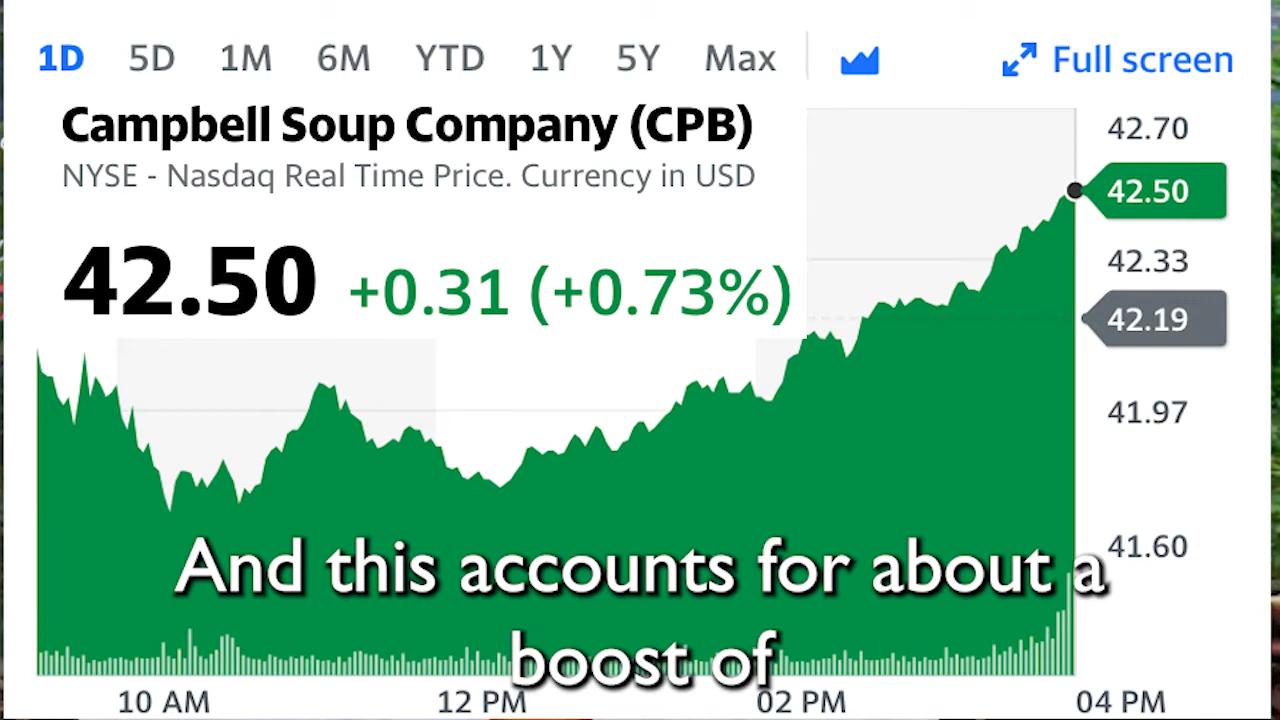 1D 5D 1M 6M YTD 1Y 5Y Max Full screen
Campbell Soup Company (CPB)
NYSE - Nasdaq Real Time Price. Currency in USD
42.50 +0.31 (+0.73%)
42.70
42.50
42.33
42.19
41.97
41.60
And this accounts for about a
boost of
10 AM 12 PM 02 PM 04 PM